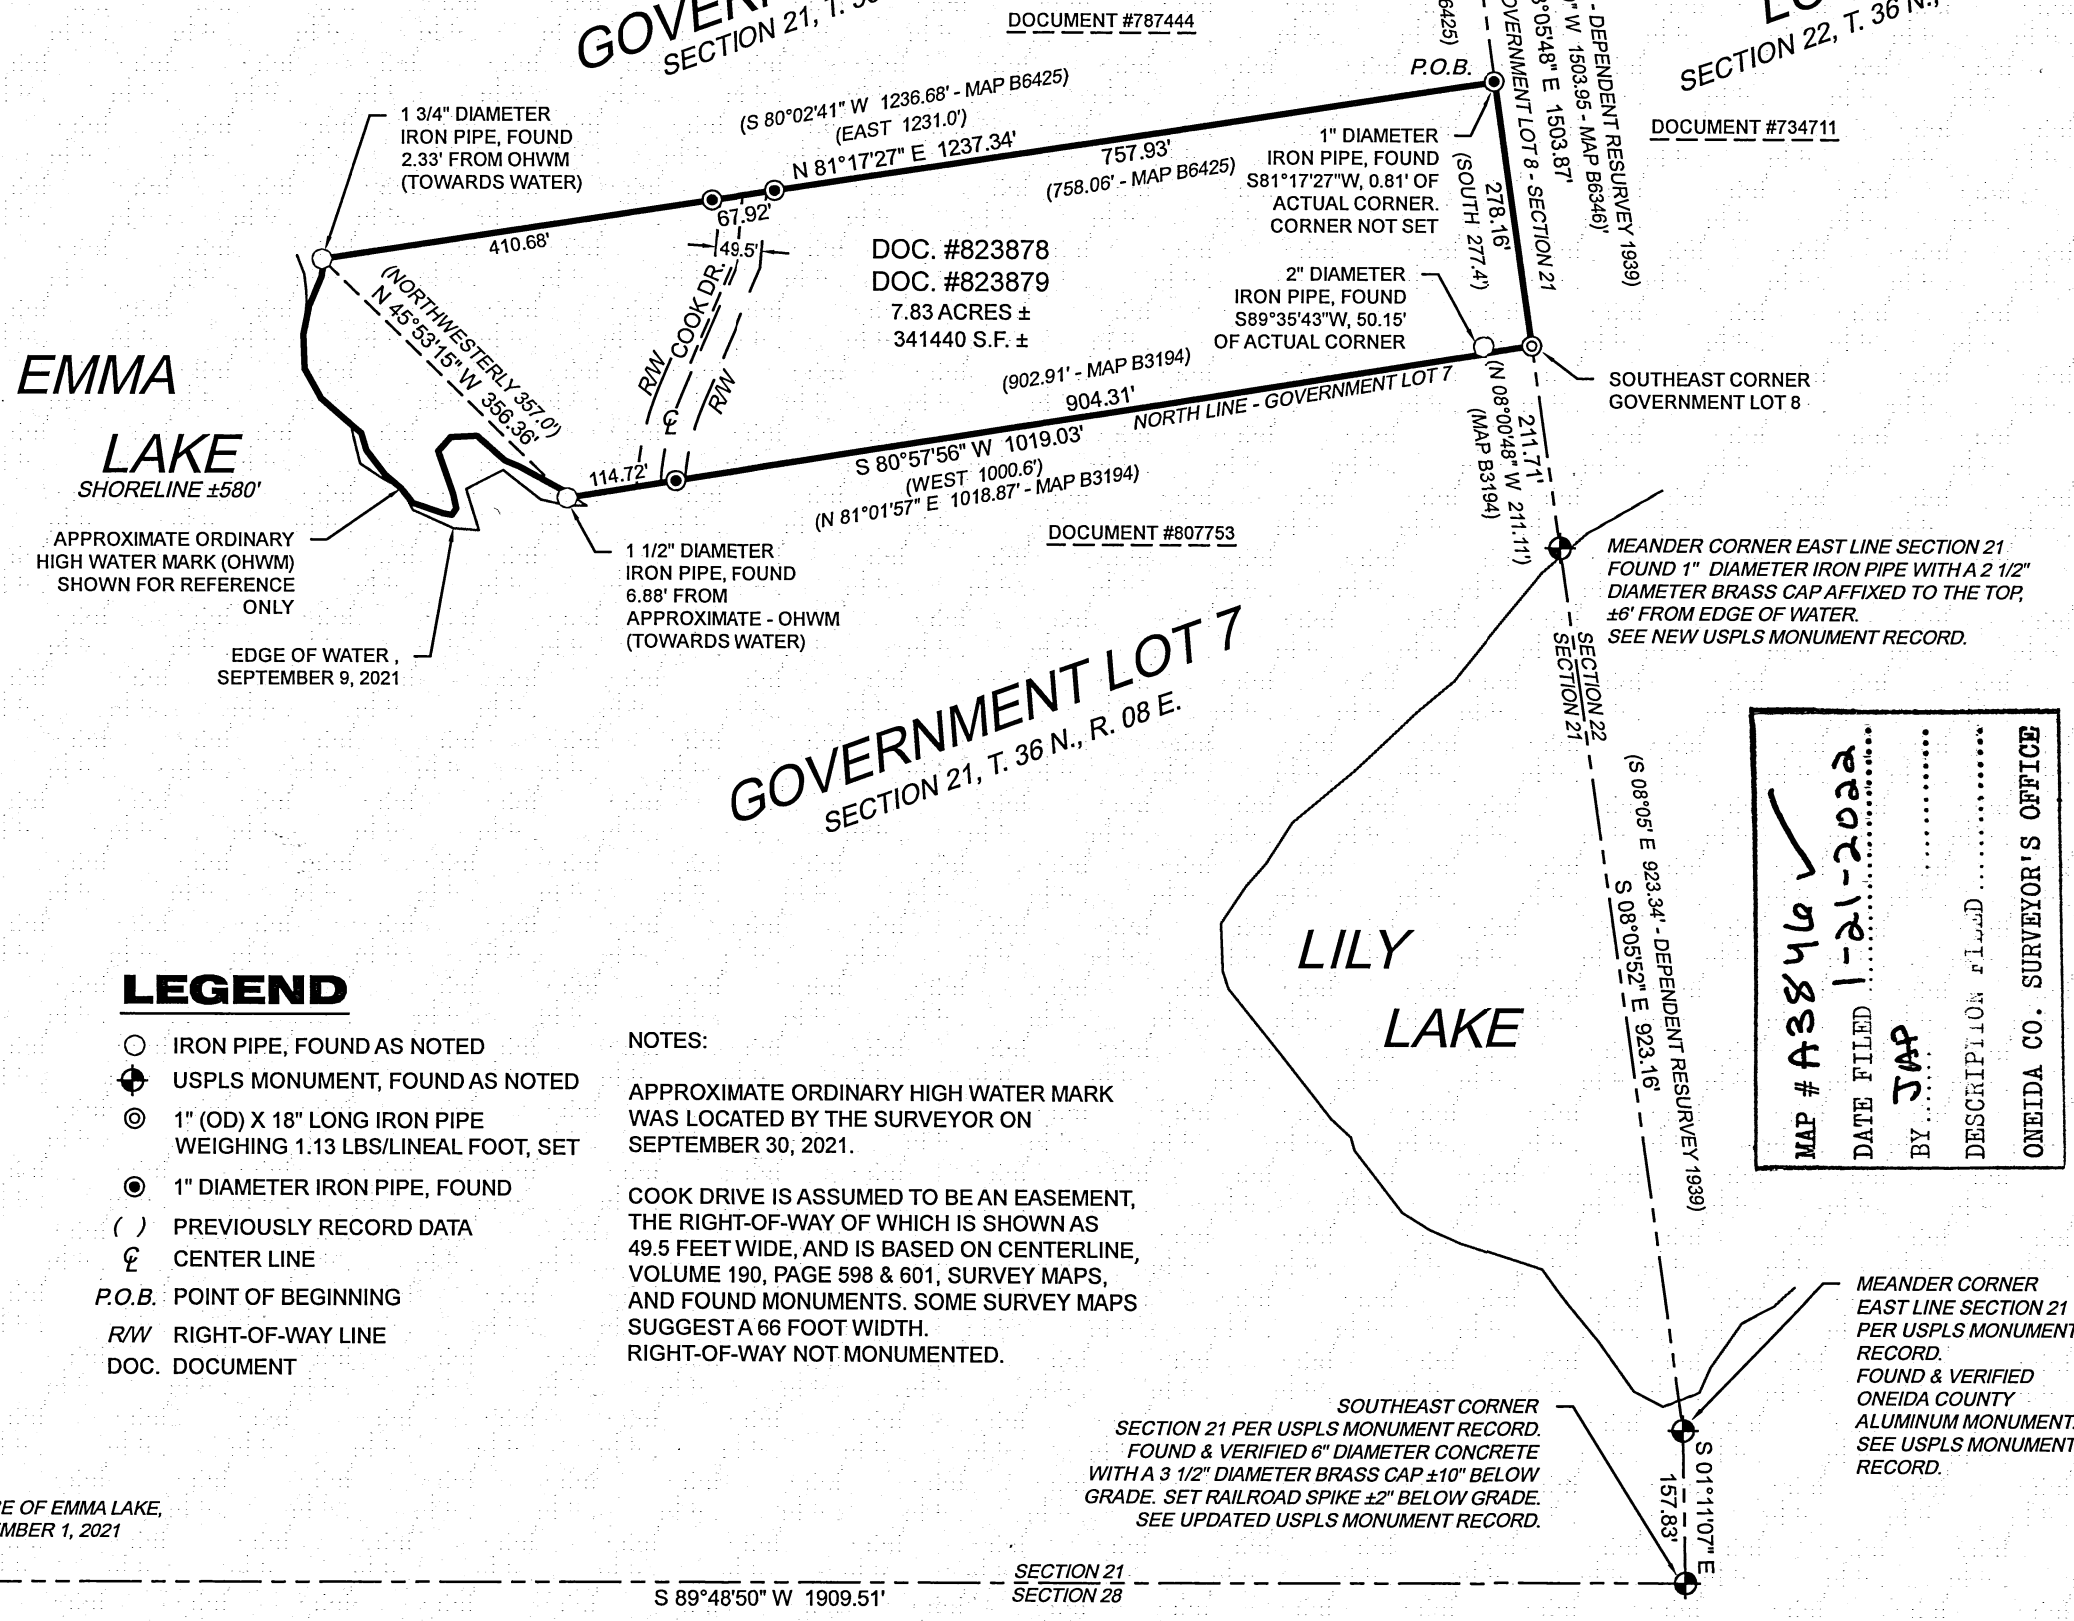 GOVERN
SECTION 21, T.
DOCUMENT #787444
6425)
P.O.B.
OVERNMENT LOT 8 - SECTION 21
°05'48" E 1503.87'
" W 1503.95 - MAP B6346)'
- DEPENDENT RESURVEY 1939)
LO
SECTION 22, T. 36 N.,
DOCUMENT #734711
1 3/4" DIAMETER
IRON PIPE, FOUND
2.33' FROM OHWM
(TOWARDS WATER)
(S 80°02'41" W 1236.68' - MAP B6425)
(EAST 1231.0')
N 81°17'27" E 1237.34'
757.93'
(758.06' - MAP B6425)
1" DIAMETER
IRON PIPE, FOUND
S81°17'27"W, 0.81' OF
ACTUAL CORNER.
CORNER NOT SET
(SOUTH 277.4')
278.16'
410.68'
67.92'
49.5'
COOK DR.
R/W
R/W
DOC. #823878
DOC. #823879
7.83 ACRES ±
341440 S.F. ±
2" DIAMETER
IRON PIPE, FOUND
S89°35'43"W, 50.15'
OF ACTUAL CORNER
(NORTHWESTERLY 357.0')
N 45°53'15" W 356.36'
EMMA
LAKE
SHORELINE ±580'
(902.91' - MAP B3194)
904.31'
NORTH LINE - GOVERNMENT LOT 7
SOUTHEAST CORNER
GOVERNMENT LOT 8
114.72'
S 80°57'56" W 1019.03'
(WEST 1000.6')
(N 81°01'57" E 1018.87' - MAP B3194)
211.71'
(N 08°00'48" W 211.11')
(MAP B3194)
DOCUMENT #807753
APPROXIMATE ORDINARY
HIGH WATER MARK (OHWM)
SHOWN FOR REFERENCE
ONLY
EDGE OF WATER,
SEPTEMBER 9, 2021
1 1/2" DIAMETER
IRON PIPE, FOUND
6.88' FROM
APPROXIMATE - OHWM
(TOWARDS WATER)
MEANDER CORNER EAST LINE SECTION 21
FOUND 1" DIAMETER IRON PIPE WITH A 2 1/2"
DIAMETER BRASS CAP AFFIXED TO THE TOP,
±6' FROM EDGE OF WATER.
SEE NEW USPLS MONUMENT RECORD.
SECTION 22
SECTION 21
GOVERNMENT LOT 7
SECTION 21, T. 36 N., R. 08 E.
(S 08°05' E 923.34' - DEPENDENT RESURVEY 1939)
S 08°05'52" E 923.16'
LILY
LAKE
MAP # A3846 ✓
DATE FILED 1-21-2022
BY JAP
DESCRIPTION FILED
ONEIDA CO. SURVEYOR'S OFFICE
LEGEND
IRON PIPE, FOUND AS NOTED
USPLS MONUMENT, FOUND AS NOTED
1" (OD) X 18" LONG IRON PIPE
WEIGHING 1.13 LBS/LINEAL FOOT, SET
1" DIAMETER IRON PIPE, FOUND
( ) PREVIOUSLY RECORD DATA
℄ CENTER LINE
P.O.B. POINT OF BEGINNING
R/W RIGHT-OF-WAY LINE
DOC. DOCUMENT
NOTES:
APPROXIMATE ORDINARY HIGH WATER MARK
WAS LOCATED BY THE SURVEYOR ON
SEPTEMBER 30, 2021.
COOK DRIVE IS ASSUMED TO BE AN EASEMENT,
THE RIGHT-OF-WAY OF WHICH IS SHOWN AS
49.5 FEET WIDE, AND IS BASED ON CENTERLINE,
VOLUME 190, PAGE 598 & 601, SURVEY MAPS,
AND FOUND MONUMENTS. SOME SURVEY MAPS
SUGGEST A 66 FOOT WIDTH.
RIGHT-OF-WAY NOT MONUMENTED.
MEANDER CORNER
EAST LINE SECTION 21
PER USPLS MONUMENT
RECORD.
FOUND & VERIFIED
ONEIDA COUNTY
ALUMINUM MONUMENT.
SEE USPLS MONUMENT
RECORD.
SOUTHEAST CORNER
SECTION 21 PER USPLS MONUMENT RECORD.
FOUND & VERIFIED 6" DIAMETER CONCRETE
WITH A 3 1/2" DIAMETER BRASS CAP ±10" BELOW
GRADE. SET RAILROAD SPIKE ±2" BELOW GRADE.
SEE UPDATED USPLS MONUMENT RECORD.
S 01°11'07" E
157.83'
E OF EMMA LAKE,
MBER 1, 2021
SECTION 21
SECTION 28
S 89°48'50" W 1909.51'